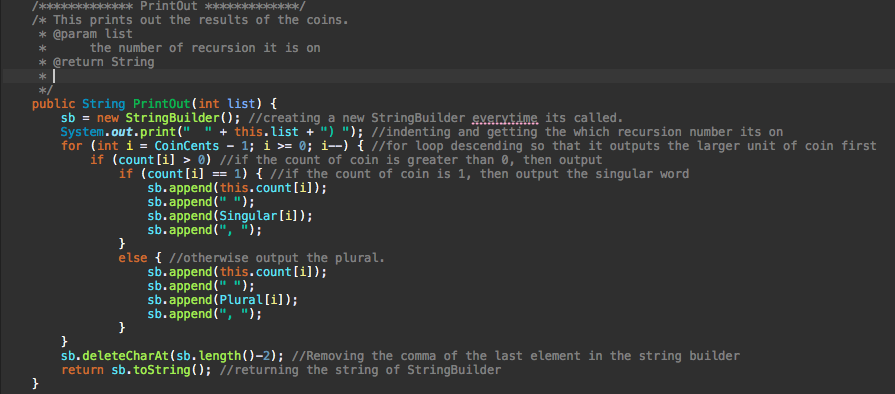 /************* PrintOut *************/
/* This prints out the results of the coins.
 * @param list
 *      the number of recursion it is on
 * @return String
 *
 */
public String PrintOut(int list) {
    sb = new StringBuilder(); //creating a new StringBuilder everytime its called.
    System.out.print("  " + this.list + ") "); //indenting and getting the which recursion number its on
    for (int i = CoinCents - 1; i >= 0; i--) { //for loop descending so that it outputs the larger unit of coin first
        if (count[i] > 0) //if the count of coin is greater than 0, then output
            if (count[i] == 1) { //if the count of coin is 1, then output the singular word
                sb.append(this.count[i]);
                sb.append(" ");
                sb.append(Singular[i]);
                sb.append(", ");
            }
            else { //otherwise output the plural.
                sb.append(this.count[i]);
                sb.append(" ");
                sb.append(Plural[i]);
                sb.append(", ");
            }
    }
    sb.deleteCharAt(sb.length()-2); //Removing the comma of the last element in the string builder
    return sb.toString(); //returning the string of StringBuilder
}